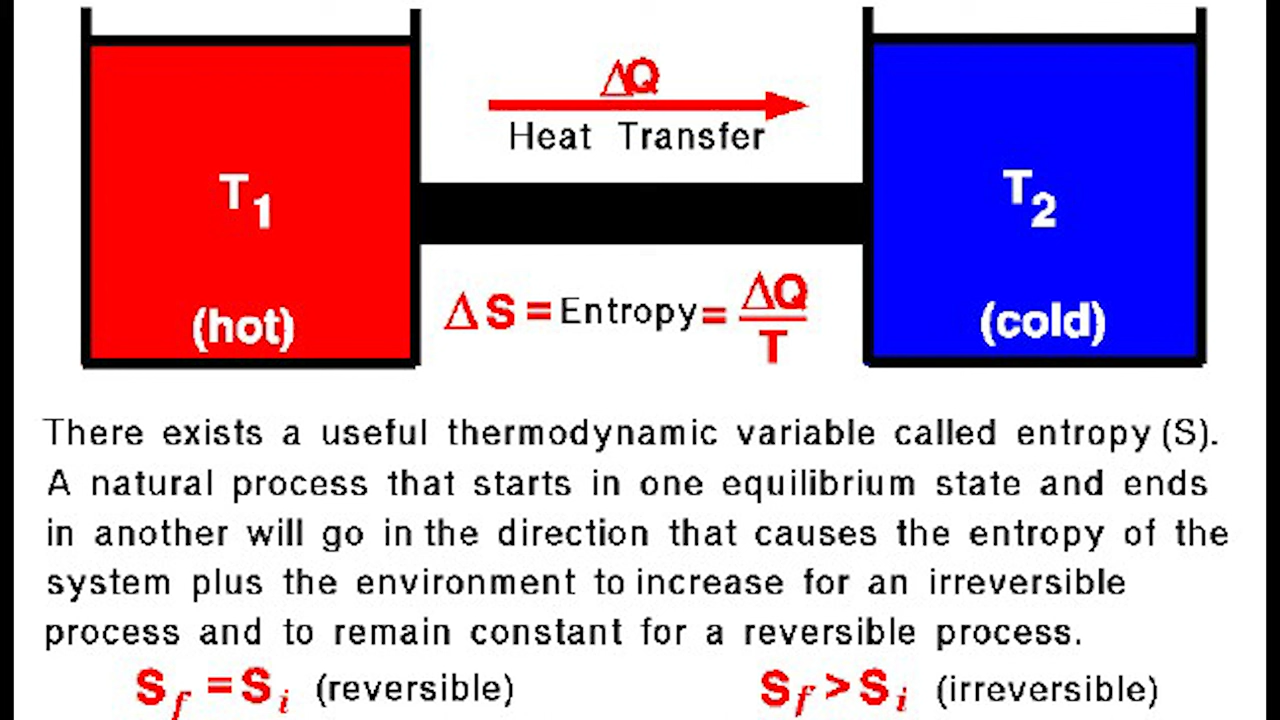 ΔQ
Heat Transfer
T1
T2
(hot)
(cold)
ΔS = Entropy = ΔQ/T
There exists a useful thermodynamic variable called entropy (S).
A natural process that starts in one equilibrium state and ends
in another will go in the direction that causes the entropy of the
system plus the environment to increase for an irreversible
process and to remain constant for a reversible process.
Sf = Si (reversible)
Sf > Si (irreversible)